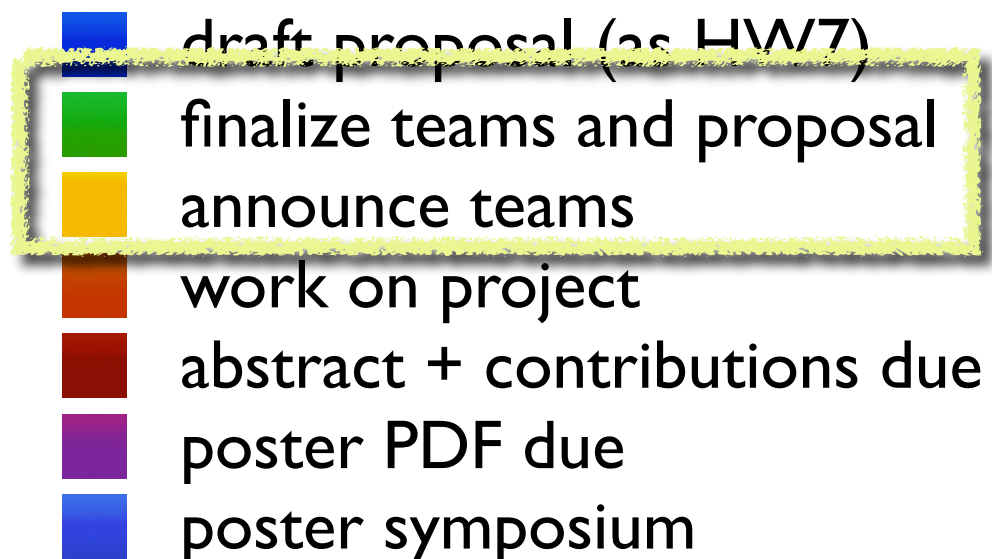 draft proposal (as HW7)
finalize teams and proposal
announce teams
work on project
abstract + contributions due
poster PDF due
poster symposium